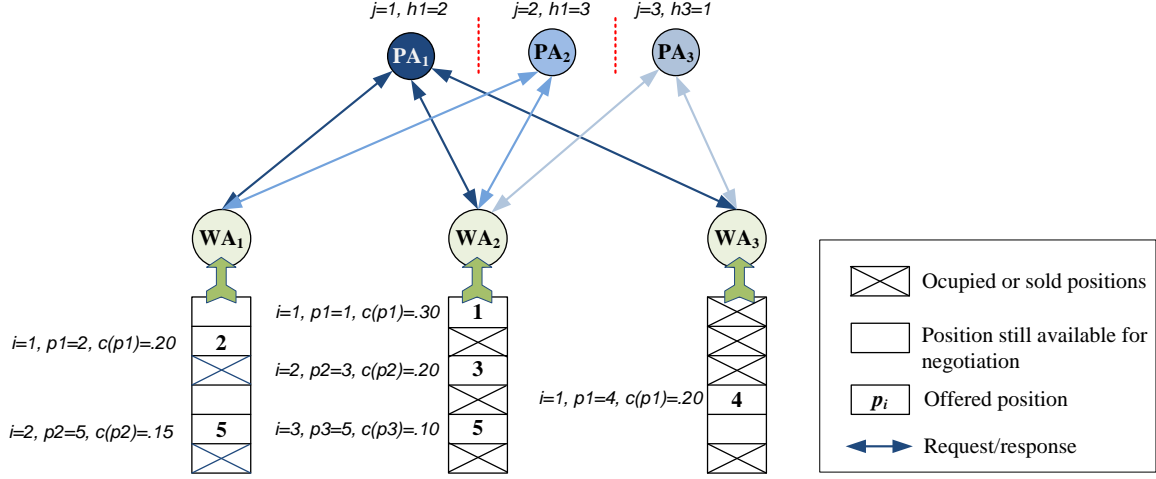 j=1, h1=2
j=2, h1=3
j=3, h3=1
PA1
PA2
PA3
WA1
WA2
WA3
i=1, p1=2, c(p1)=.20
2
i=2, p2=5, c(p2)=.15
5
i=1, p1=1, c(p1)=.30
1
i=2, p2=3, c(p2)=.20
3
i=3, p3=5, c(p3)=.10
5
i=1, p1=4, c(p1)=.20
4
Ocupied or sold positions
Position still available for
negotiation
pi
Offered position
Request/response